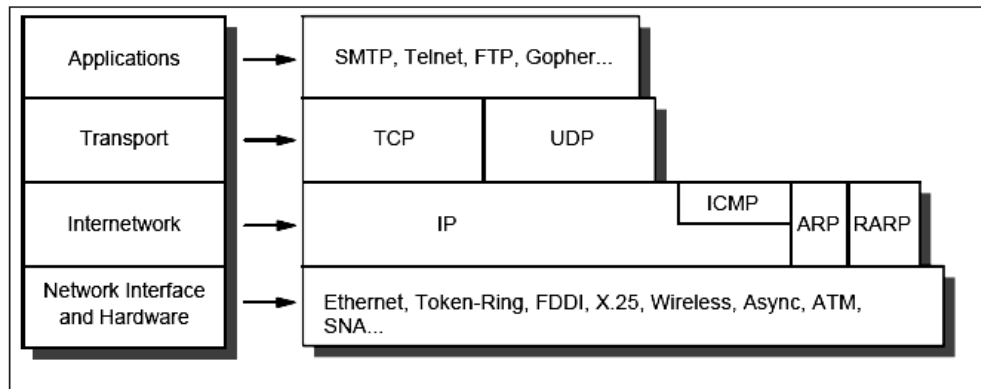 Applications
SMTP, Telnet, FTP, Gopher...
Transport
TCP
UDP
Internetwork
IP
ICMP
ARP
RARP
Network Interface
and Hardware
Ethernet, Token-Ring, FDDI, X.25, Wireless, Async, ATM,
SNA...